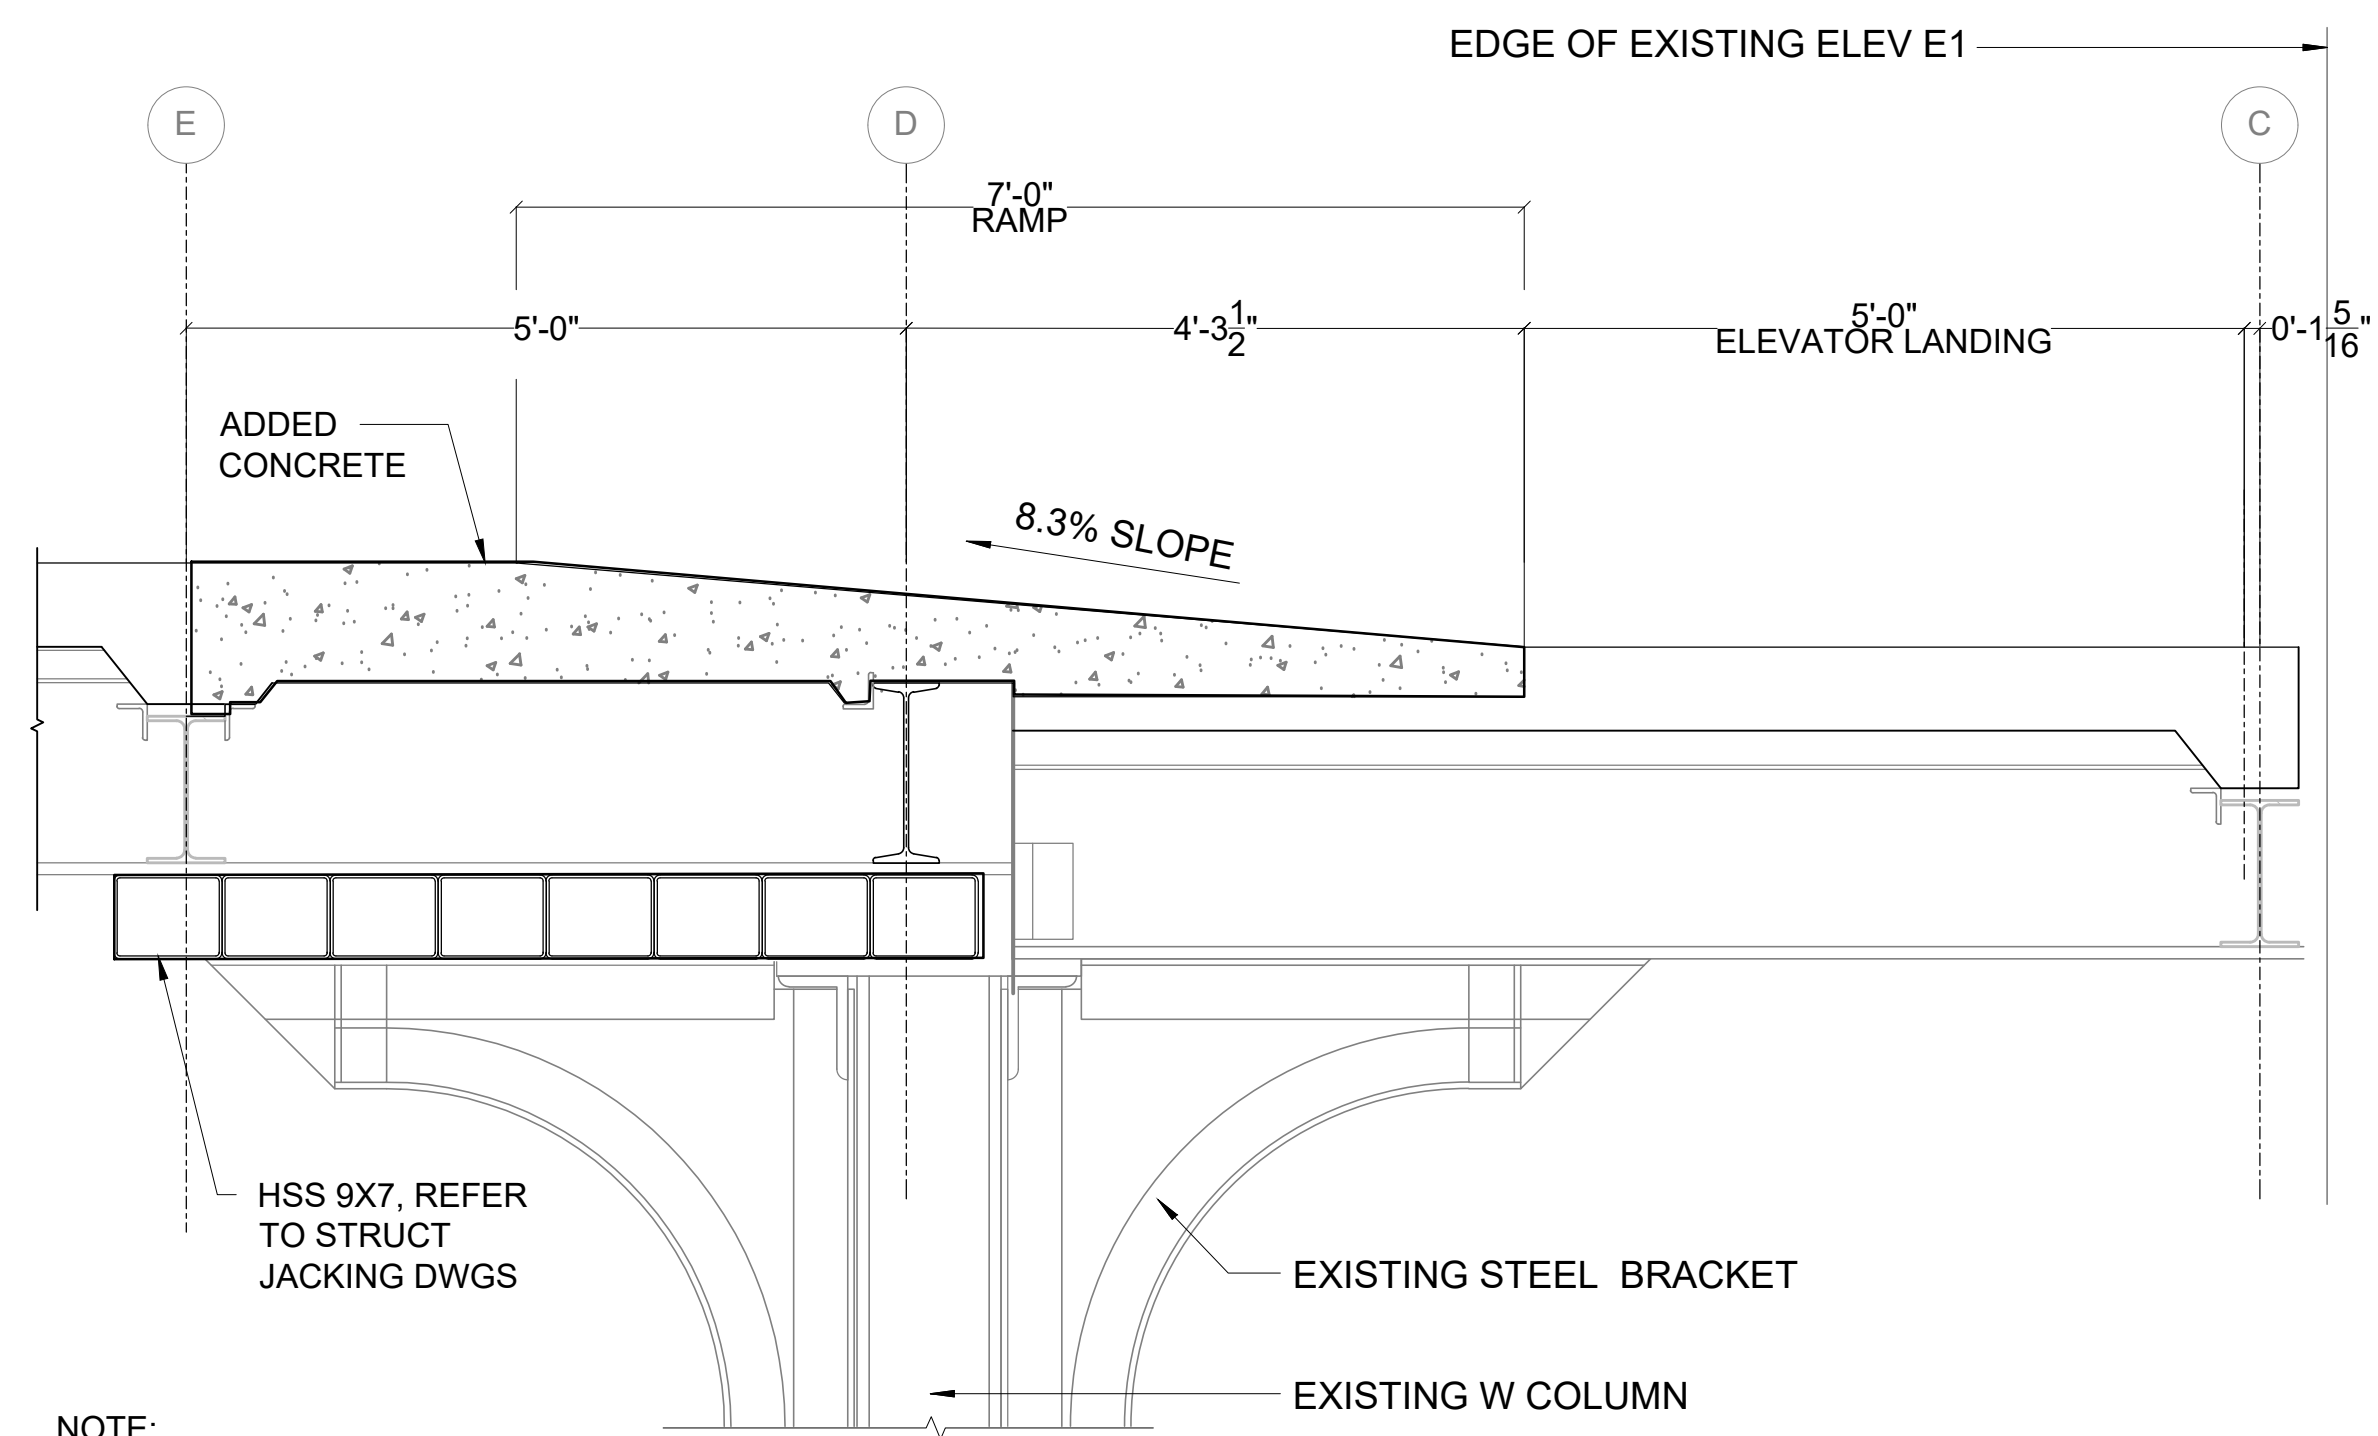 EDGE OF EXISTING ELEV E1
E
D
C
7'-0"
RAMP
5'-0"
4'-3 1/2"
5'-0"
ELEVATOR LANDING
0'-1 5/16"
ADDED
CONCRETE
8.3% SLOPE
HSS 9X7, REFER
TO STRUCT
JACKING DWGS
EXISTING STEEL BRACKET
EXISTING W COLUMN
NOTE: